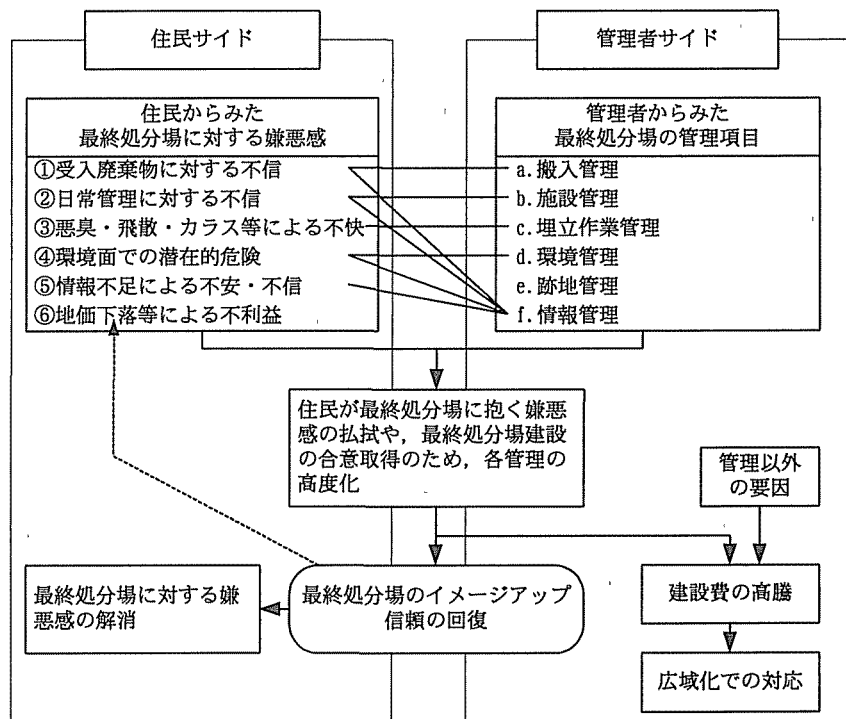 住民サイド
管理者サイド
住民からみた
最終処分場に対する嫌悪感
①受入廃棄物に対する不信
②日常管理に対する不信
③悪臭・飛散・カラス等による不快
④環境面での潜在的危険
⑤情報不足による不安・不信
⑥地価下落等による不利益
管理者からみた
最終処分場の管理項目
a.搬入管理
b.施設管理
c.埋立作業管理
d.環境管理
e.跡地管理
f.情報管理
住民が最終処分場に抱く嫌悪
感の払拭や，最終処分場建設
の合意取得のため，各管理の
高度化
管理以外
の要因
最終処分場に対する嫌
悪感の解消
最終処分場のイメージアップ
信頼の回復
建設費の高騰
広域化での対応